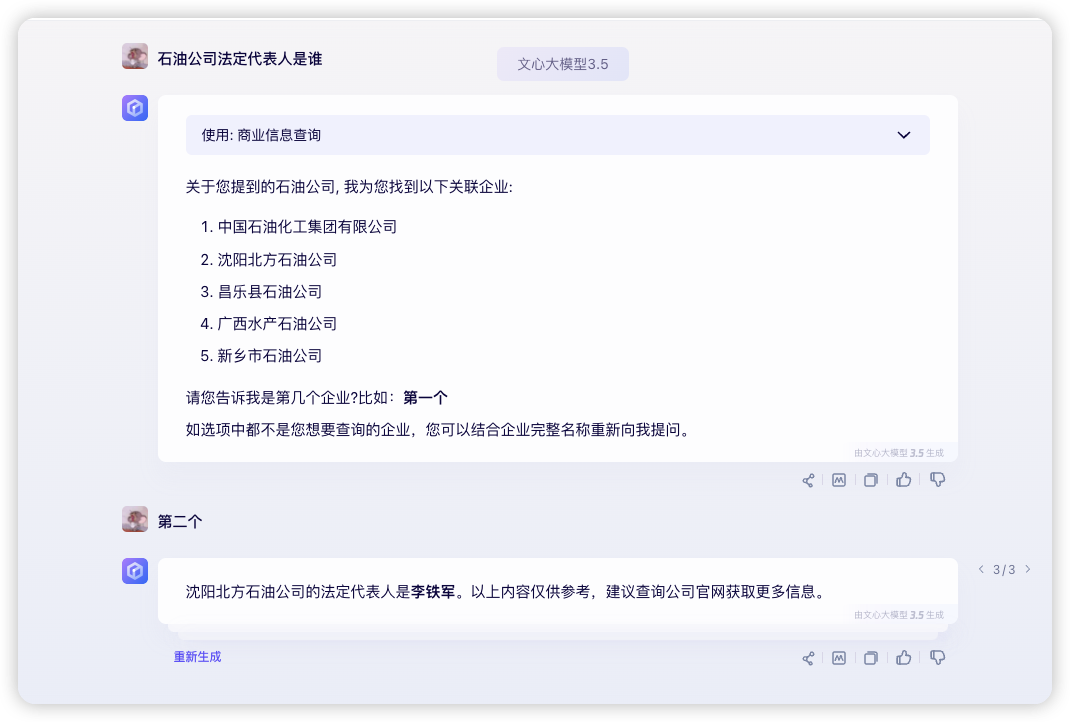 石油公司法定代表人是谁
文心大模型3.5
使用: 商业信息查询
关于您提到的石油公司, 我为您找到以下关联企业:
1. 中国石油化工集团有限公司
2. 沈阳北方石油公司
3. 昌乐县石油公司
4. 广西水产石油公司
5. 新乡市石油公司
请您告诉我是第几个企业?比如：第一个
如选项中都不是您想要查询的企业，您可以结合企业完整名称重新向我提问。
由文心大模型 3.5 生成
第二个
沈阳北方石油公司的法定代表人是李铁军。以上内容仅供参考，建议查询公司官网获取更多信息。
3/3
由文心大模型 3.5 生成
重新生成